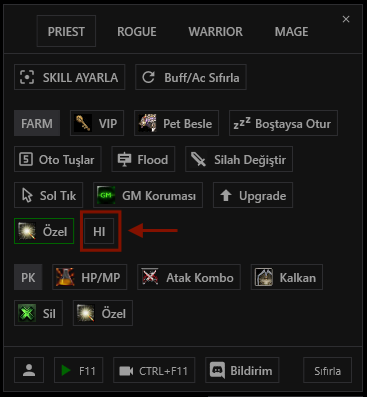 PRIEST ROGUE WARRIOR MAGE
SKILL AYARLA Buff/Ac Sıfırla
FARM VIP Pet Besle zzZ Boştaysa Otur
5 Oto Tuşlar Flood Silah Değiştir
Sol Tık GM GM Koruması Upgrade
Özel HI
PK HP/MP Atak Kombo Kalkan
Sil Özel
F11 CTRL+F11 Bildirim Sıfırla